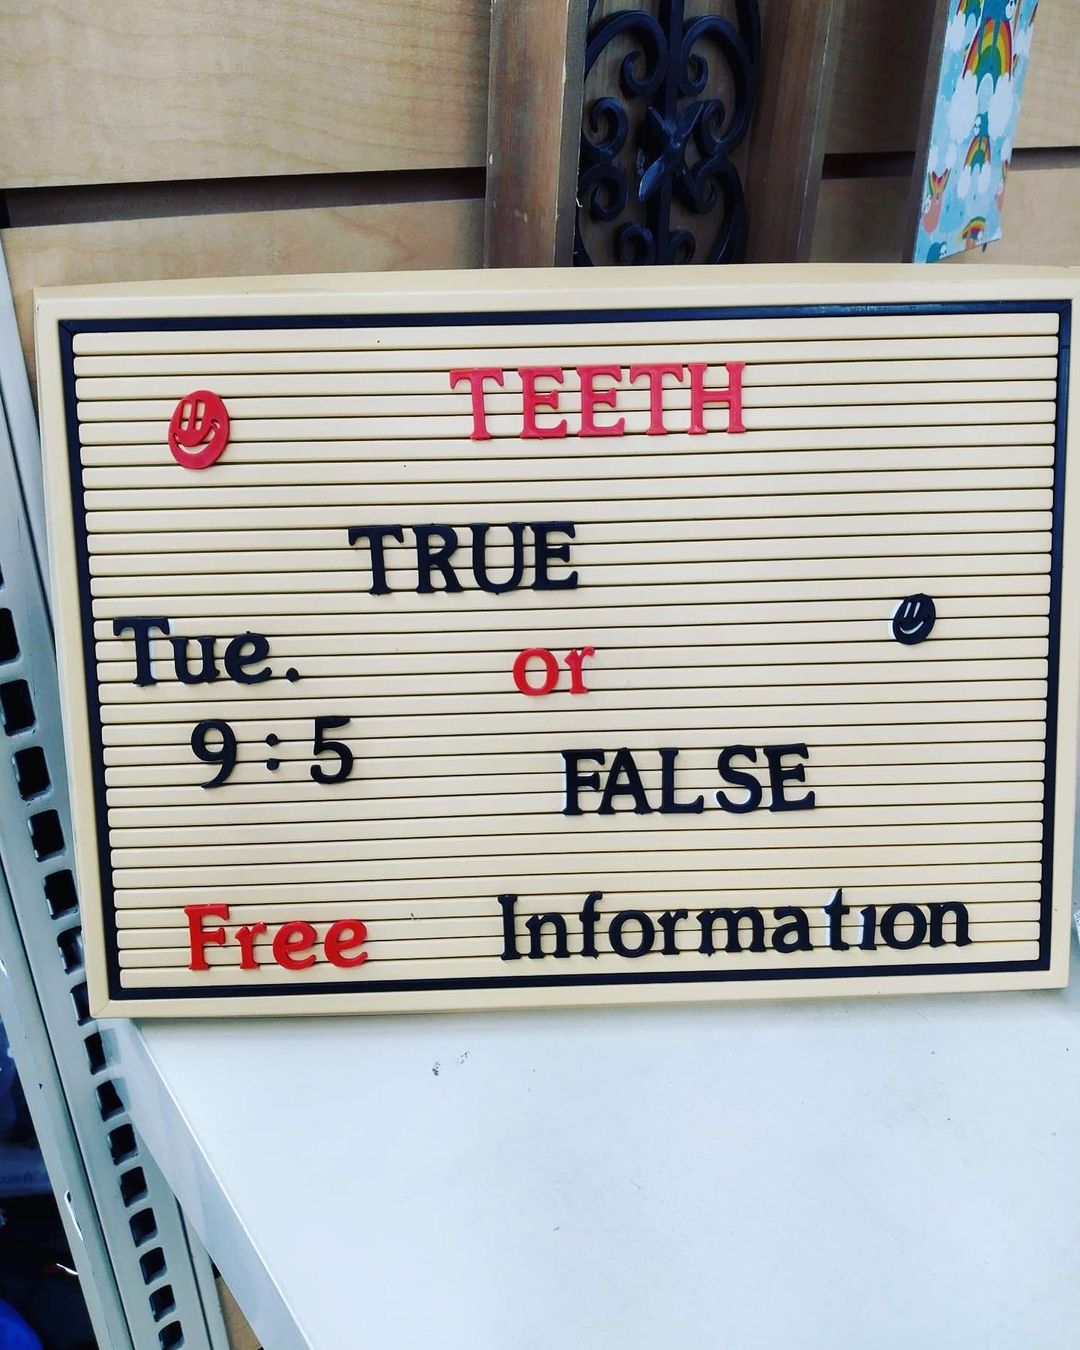 TEETH
TRUE
Tue.
or
9:5
FALSE
Free Information